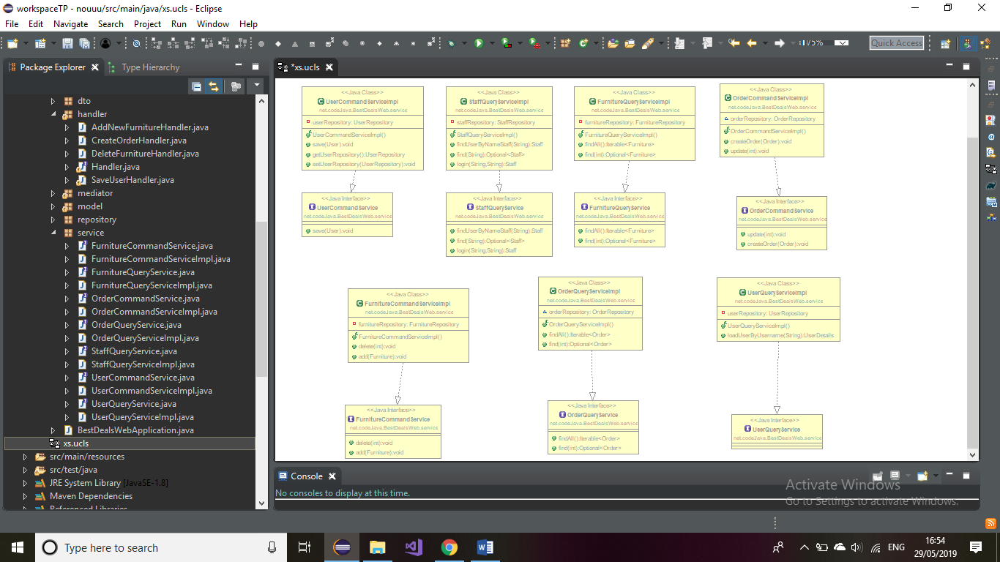 workspaceTP - nouuu/src/main/java/xs.ucls - Eclipse
File Edit Navigate Search Project Run Window Help
175%
Quick Access
Package Explorer
Type Hierarchy
dto
handler
AddNewFurnitureHandler.java
CreateOrderHandler.java
DeleteFurnitureHandler.java
Handler.java
SaveUserHandler.java
mediator
model
repository
service
FurnitureCommandService.java
FurnitureCommandServiceImpl.java
FurnitureQueryService.java
FurnitureQueryServiceImpl.java
OrderCommandService.java
OrderCommandServiceImpl.java
OrderQueryService.java
OrderQueryServiceImpl.java
StaffQueryService.java
StaffQueryServiceImpl.java
UserCommandService.java
UserCommandServiceImpl.java
UserQueryService.java
UserQueryServiceImpl.java
BestDealsWebApplication.java
xs.ucls
src/main/resources
src/test/java
JRE System Library [JavaSE-1.8]
Maven Dependencies
Referenced Libraries
*xs.ucls
<<Java Class>>
UserCommandServiceImpl
net.codeJava.BestDealsWeb.service
userRepository: UserRepository
UserCommandServiceImpl()
save(User):void
getUserRepository():UserRepository
setUserRepository(UserRepository):void
<<Java Class>>
StaffQueryServiceImpl
net.codeJava.BestDealsWeb.service
staffRepository: StaffRepository
StaffQueryServiceImpl()
findUserByNameStaff(String):Staff
find(String):Optional<Staff>
login(String,String):Staff
<<Java Class>>
FurnitureQueryServiceImpl
net.codeJava.BestDealsWeb.service
furnitureRepository: FurnitureRepository
FurnitureQueryServiceImpl()
findAll():Iterable<Furniture>
find(int):Optional<Furniture>
<<Java Class>>
OrderCommandServiceImpl
net.codeJava.BestDealsWeb.service
orderRepository: OrderRepository
OrderCommandServiceImpl()
createOrder(Order):void
update(int):void
<<Java Interface>>
UserCommandService
net.codeJava.BestDealsWeb.service
save(User):void
<<Java Interface>>
StaffQueryService
net.codeJava.BestDealsWeb.service
findUserByNameStaff(String):Staff
find(String):Optional<Staff>
login(String,String):Staff
<<Java Interface>>
FurnitureQueryService
net.codeJava.BestDealsWeb.service
findAll():Iterable<Furniture>
find(int):Optional<Furniture>
<<Java Interface>>
OrderCommandService
net.codeJava.BestDealsWeb.service
update(int):void
createOrder(Order):void
<<Java Class>>
FurnitureCommandServiceImpl
net.codeJava.BestDealsWeb.service
furnitureRepository: FurnitureRepository
FurnitureCommandServiceImpl()
delete(int):void
add(Furniture):void
<<Java Class>>
OrderQueryServiceImpl
net.codeJava.BestDealsWeb.service
orderRepository: OrderRepository
OrderQueryServiceImpl()
findAll():Iterable<Order>
find(int):Optional<Order>
<<Java Class>>
UserQueryServiceImpl
net.codeJava.BestDealsWeb.service
userRepository: UserRepository
UserQueryServiceImpl()
loadUserByUsername(String):UserDetails
<<Java Interface>>
FurnitureCommandService
net.codeJava.BestDealsWeb.service
delete(int):void
add(Furniture):void
<<Java Interface>>
OrderQueryService
net.codeJava.BestDealsWeb.service
findAll():Iterable<Order>
find(int):Optional<Order>
<<Java Interface>>
UserQueryService
net.codeJava.BestDealsWeb.service
Console
No consoles to display at this time.
Activate Windows
Go to Settings to activate Windows.
Type here to search
ENG
16:54
29/05/2019